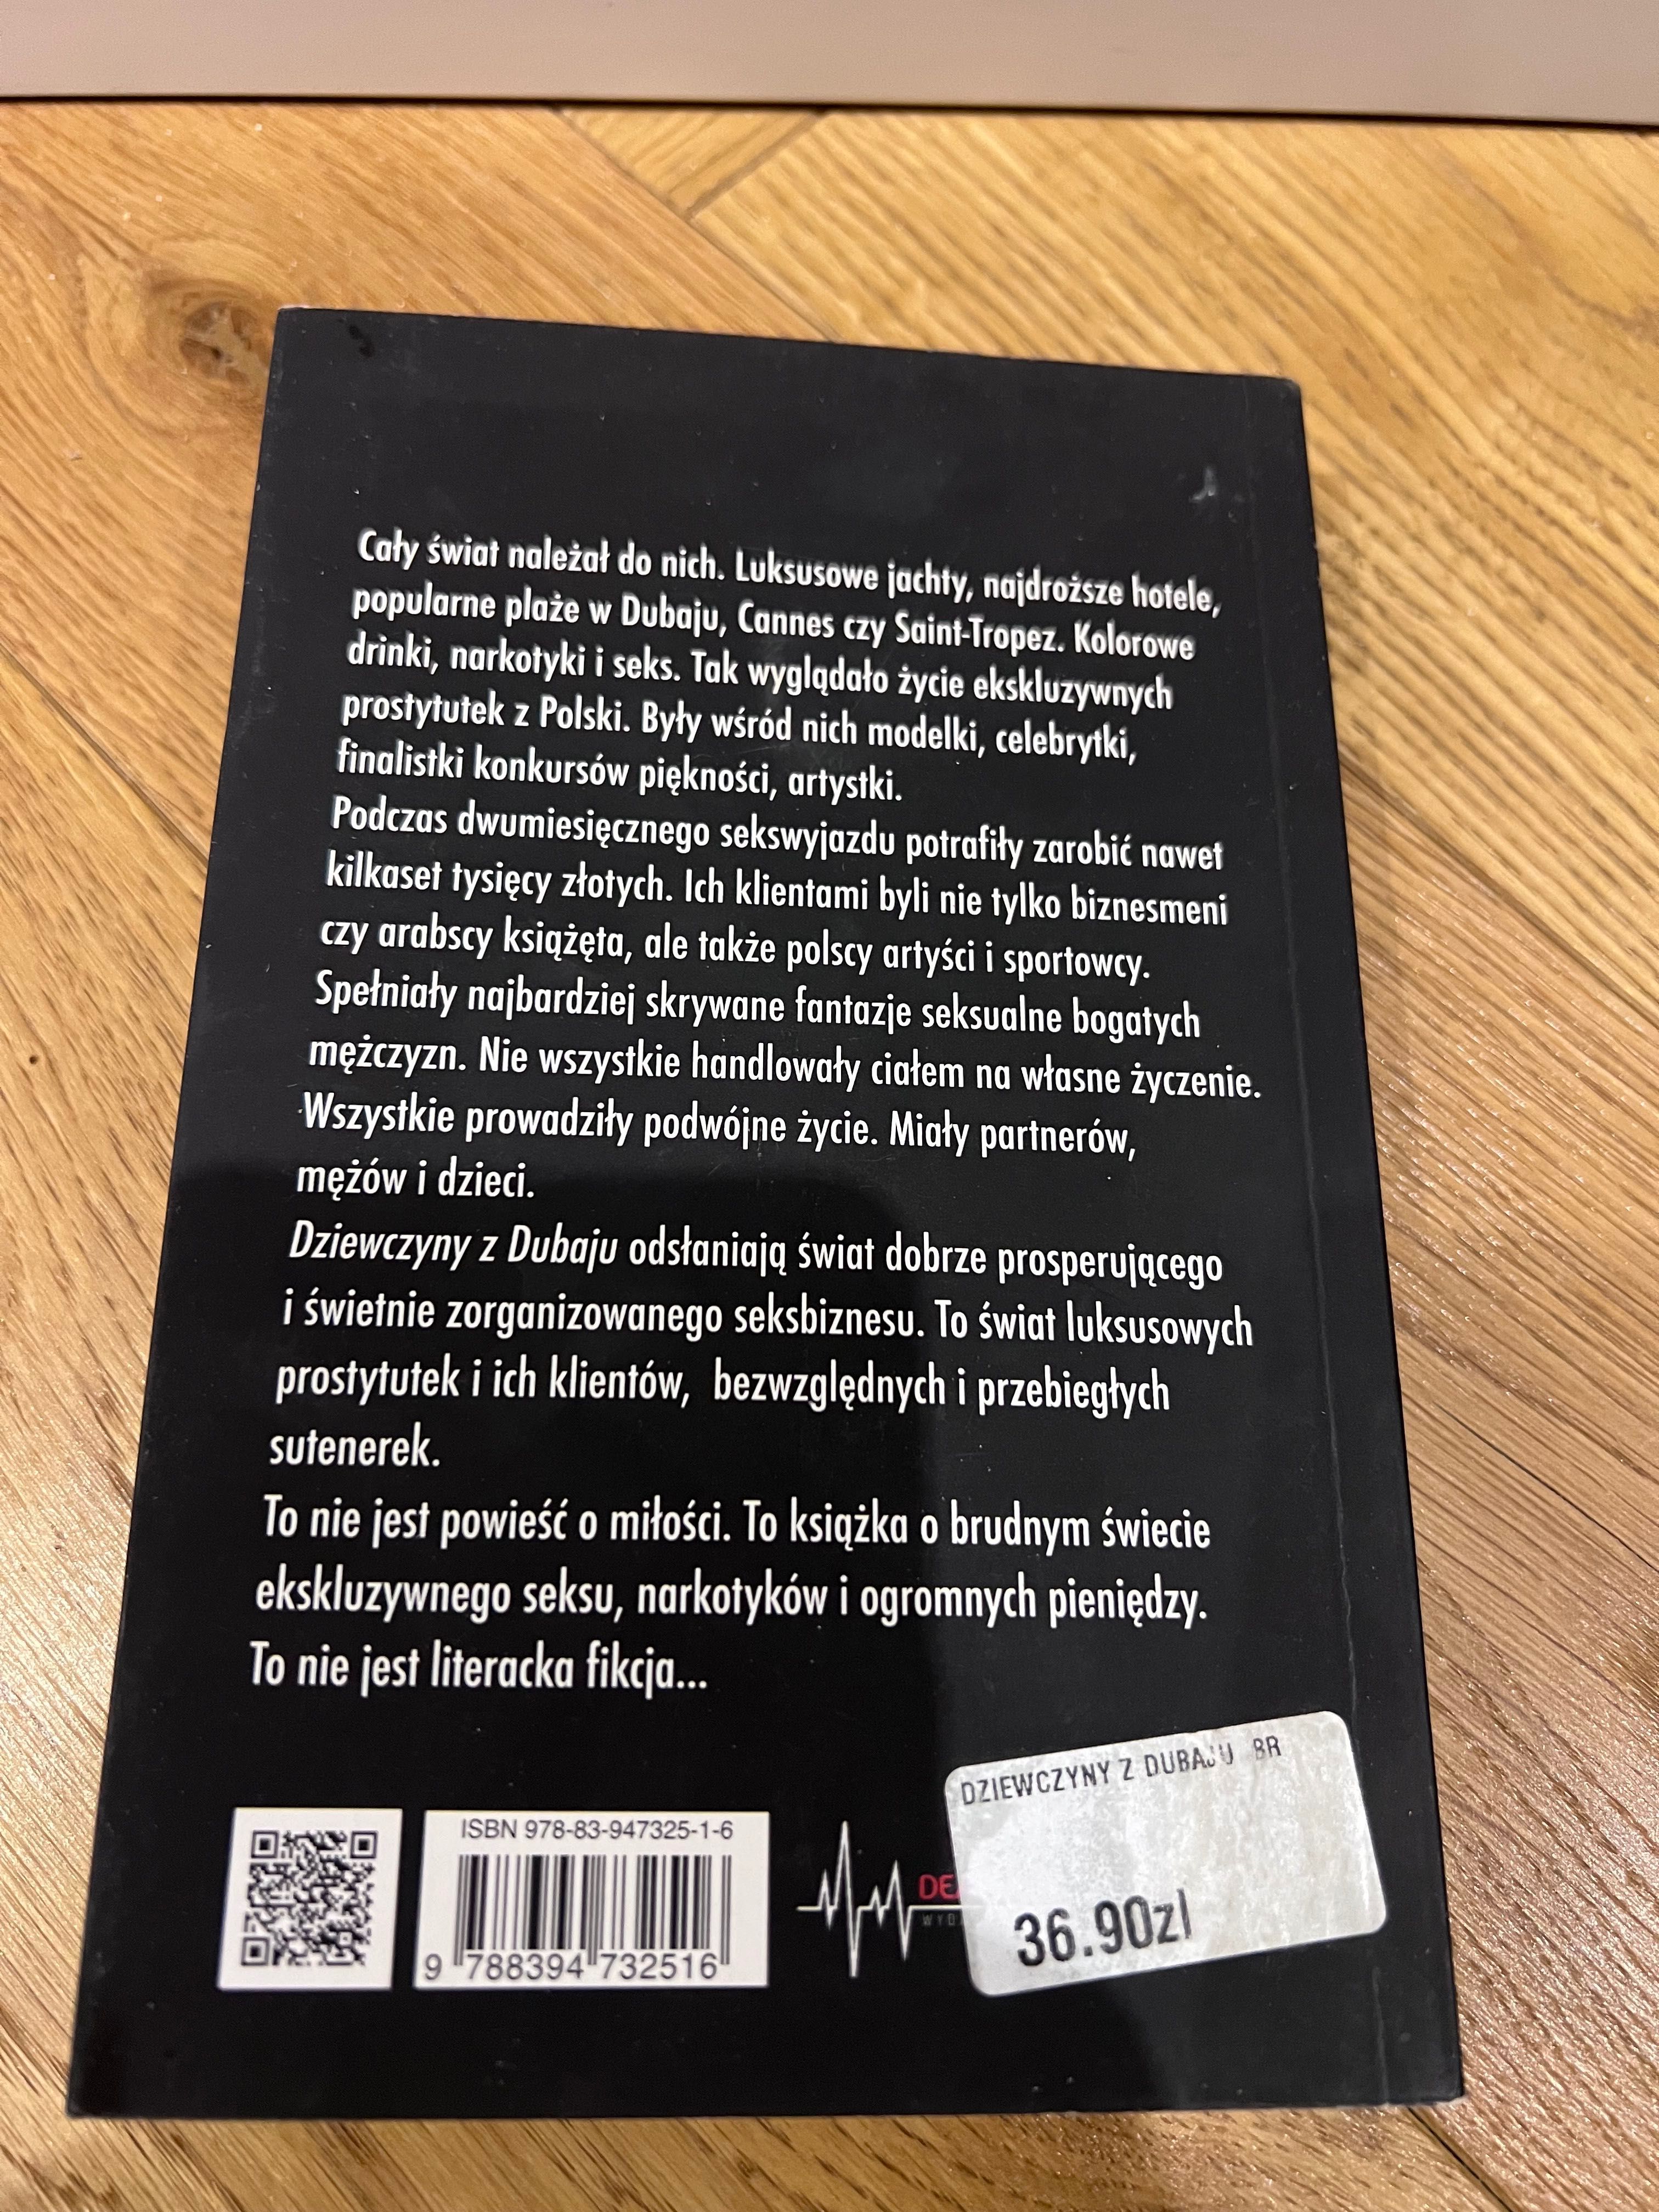 Cały świat należał do nich. Luksusowe jachty, najdroższe hotele,
popularne plaże w Dubaju, Cannes czy Saint-Tropez. Kolorowe
drinki, narkotyki i seks. Tak wyglądało życie ekskluzywnych
prostytutek z Polski. Były wśród nich modelki, celebrytki,
finalistki konkursów piękności, artystki.
Podczas dwumiesięcznego sekswyjazdu potrafiły zarobić nawet
kilkaset tysięcy złotych. Ich klientami byli nie tylko biznesmeni
czy arabscy książęta, ale także polscy artyści i sportowcy.
Spełniały najbardziej skrywane fantazje seksualne bogatych
mężczyzn. Nie wszystkie handlowały ciałem na własne życzenie.
Wszystkie prowadziły podwójne życie. Miały partnerów,
mężów i dzieci.
Dziewczyny z Dubaju odsłaniają świat dobrze prosperującego
i świetnie zorganizowanego seksbiznesu. To świat luksusowych
prostytutek i ich klientów, bezwzględnych i przebiegłych
sutenerek.
To nie jest powieść o miłości. To książka o brudnym świecie
ekskluzywnego seksu, narkotyków i ogromnych pieniędzy.
To nie jest literacka fikcja...
DZIEWCZYNY Z DUBAJU BR
36.90zl
ISBN 978-83-947325-1-6
9 788394 732516